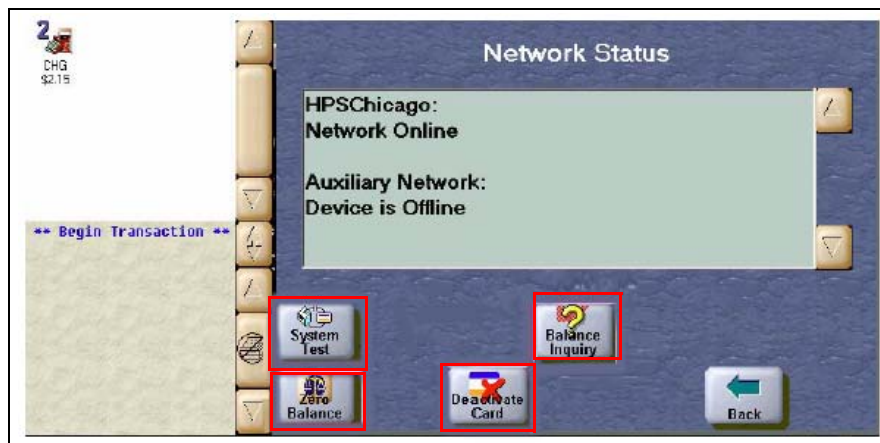 2
CHG
$2.15
** Begin Transaction **
Network Status
HPSChicago:
Network Online
Auxiliary Network:
Device is Offline
System
Test
Balance
Inquiry
Zero
Balance
Deactivate
Card
Back